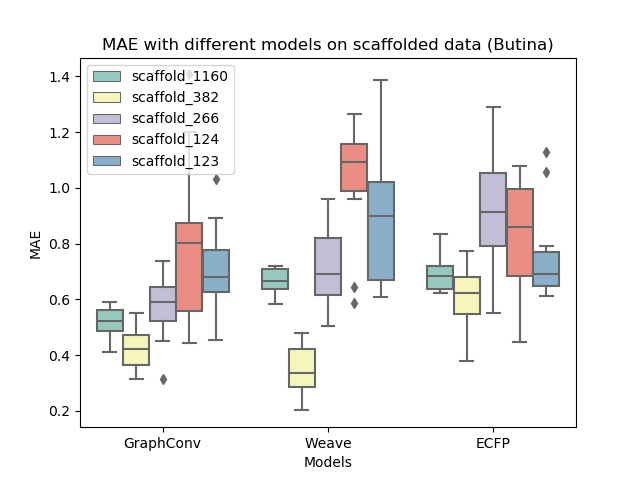 MAE with different models on scaffolded data (Butina)
scaffold_1160
scaffold_382
scaffold_266
scaffold_124
scaffold_123
1.4
1.2
1.0
0.8
0.6
0.4
0.2
MAE
GraphConv
Weave
ECFP
Models